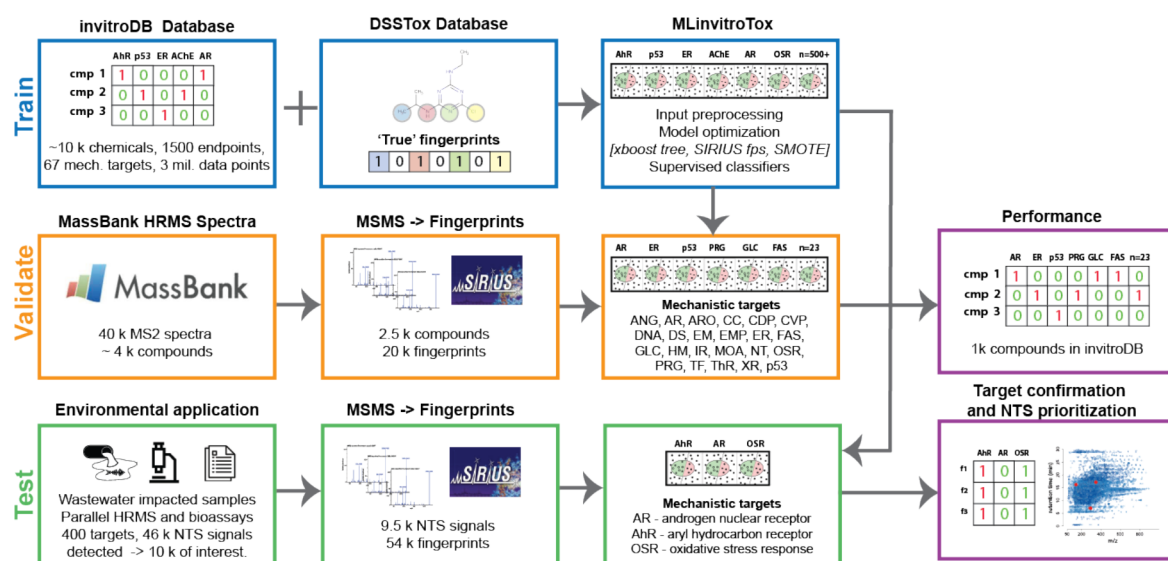 Train
invitroDB Database
AhR p53 ER AChE AR
cmp 1 1 0 0 0 1
cmp 2 0 1 0 1 0
cmp 3 0 0 1 0 0
~10 k chemicals, 1500 endpoints,
67 mech. targets, 3 mil. data points
DSSTox Database
'True' fingerprints
1 0 1 0 1 0 1
MLinvitroTox
AhR p53 ER AChE AR OSR n=500+
Input preprocessing
Model optimization
[xboost tree, SIRIUS fps, SMOTE]
Supervised classifiers
Validate
MassBank HRMS Spectra
MassBank
40 k MS2 spectra
~ 4 k compounds
MSMS -> Fingerprints
SIRIUS
2.5 k compounds
20 k fingerprints
AR ER p53 PRG GLC FAS n=23
Mechanistic targets
ANG, AR, ARO, CC, CDP, CVP,
DNA, DS, EM, EMP, ER, FAS,
GLC, HM, IR, MOA, NT, OSR,
PRG, TF, ThR, XR, p53
Performance
AR ER p53 PRG GLC FAS n=23
cmp 1 1 0 0 0 1 1 0
cmp 2 0 1 0 1 0 0 1
cmp 3 0 0 1 0 0 0 0
1k compounds in invitroDB
Test
Environmental application
Wastewater impacted samples
Parallel HRMS and bioassays
400 targets, 46 k NTS signals
detected -> 10 k of interest.
MSMS -> Fingerprints
SIRIUS
9.5 k NTS signals
54 k fingerprints
AhR AR OSR
Mechanistic targets
AR - androgen nuclear receptor
AhR - aryl hydrocarbon receptor
OSR - oxidative stress response
Target confirmation
and NTS prioritization
AhR AR OSR
f1 1 0 1
f2 1 0 1
f3 1 0 1
retention time (min)
200 400 600 800
m/z